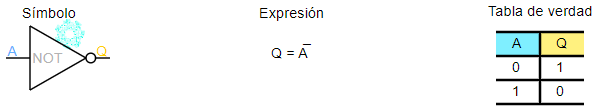 Símbolo
Expresión
Tabla de verdad
A
NOT
Q
Q = A̅
A Q
0 1
1 0